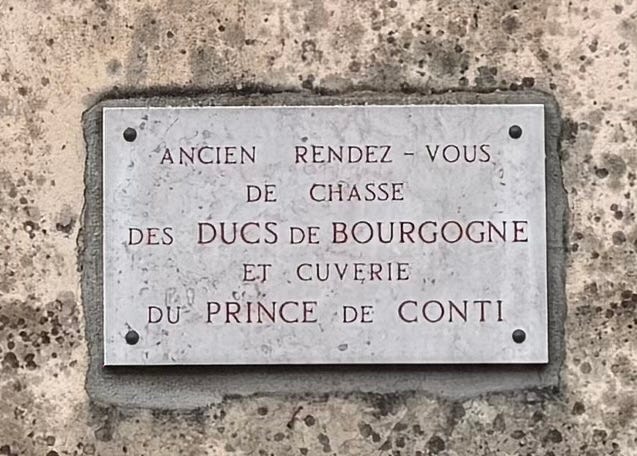 ANCIEN RENDEZ-VOUS
DE CHASSE
DES DUCS DE BOURGOGNE
ET CUVERIE
DU PRINCE DE CONTI